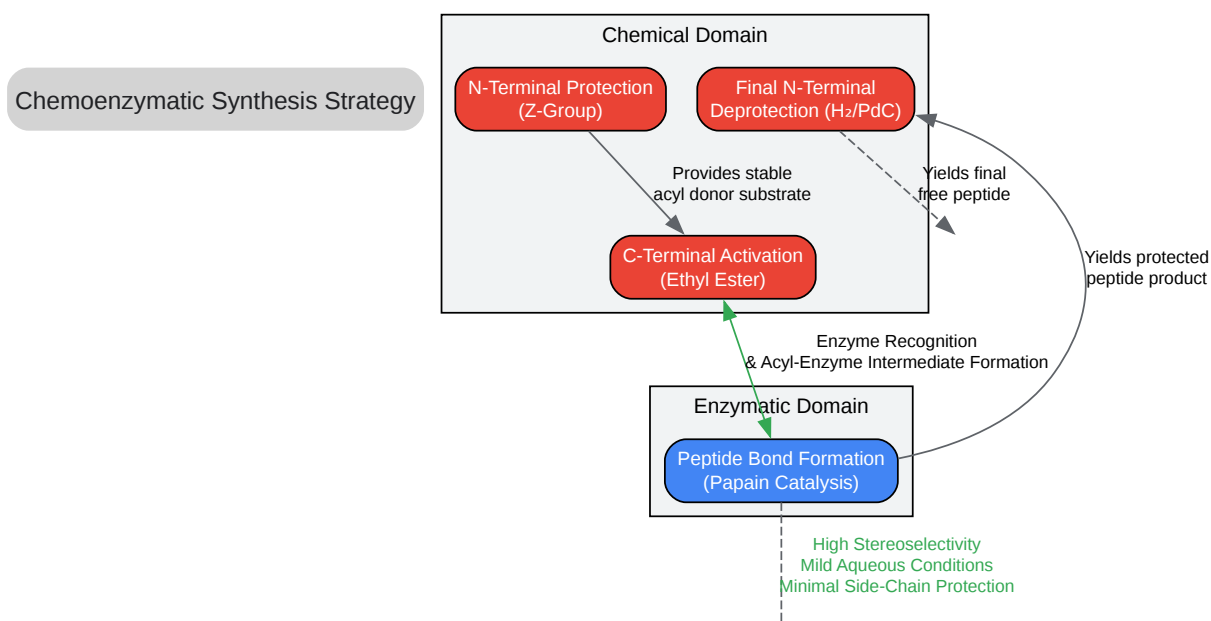 Chemoenzymatic Synthesis Strategy
Chemical Domain
N-Terminal Protection
(Z-Group)
Final N-Terminal
Deprotection (H₂/PdC)
Provides stable
acyl donor substrate
Yields final
free peptide
C-Terminal Activation
(Ethyl Ester)
Yields protected
peptide product
Enzyme Recognition
& Acyl-Enzyme Intermediate Formation
Enzymatic Domain
Peptide Bond Formation
(Papain Catalysis)
High Stereoselectivity
Mild Aqueous Conditions
Minimal Side-Chain Protection